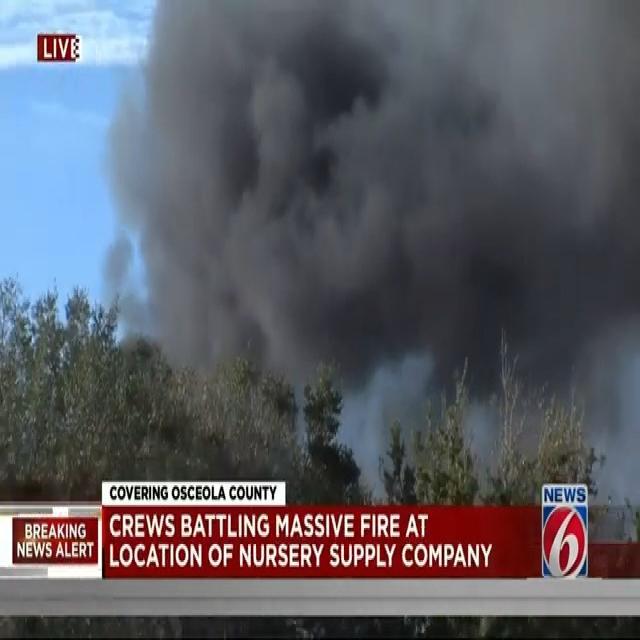 LIVE
COVERING OSCEOLA COUNTY
BREAKING
NEWS ALERT
CREWS BATTLING MASSIVE FIRE AT
LOCATION OF NURSERY SUPPLY COMPANY
NEWS
6